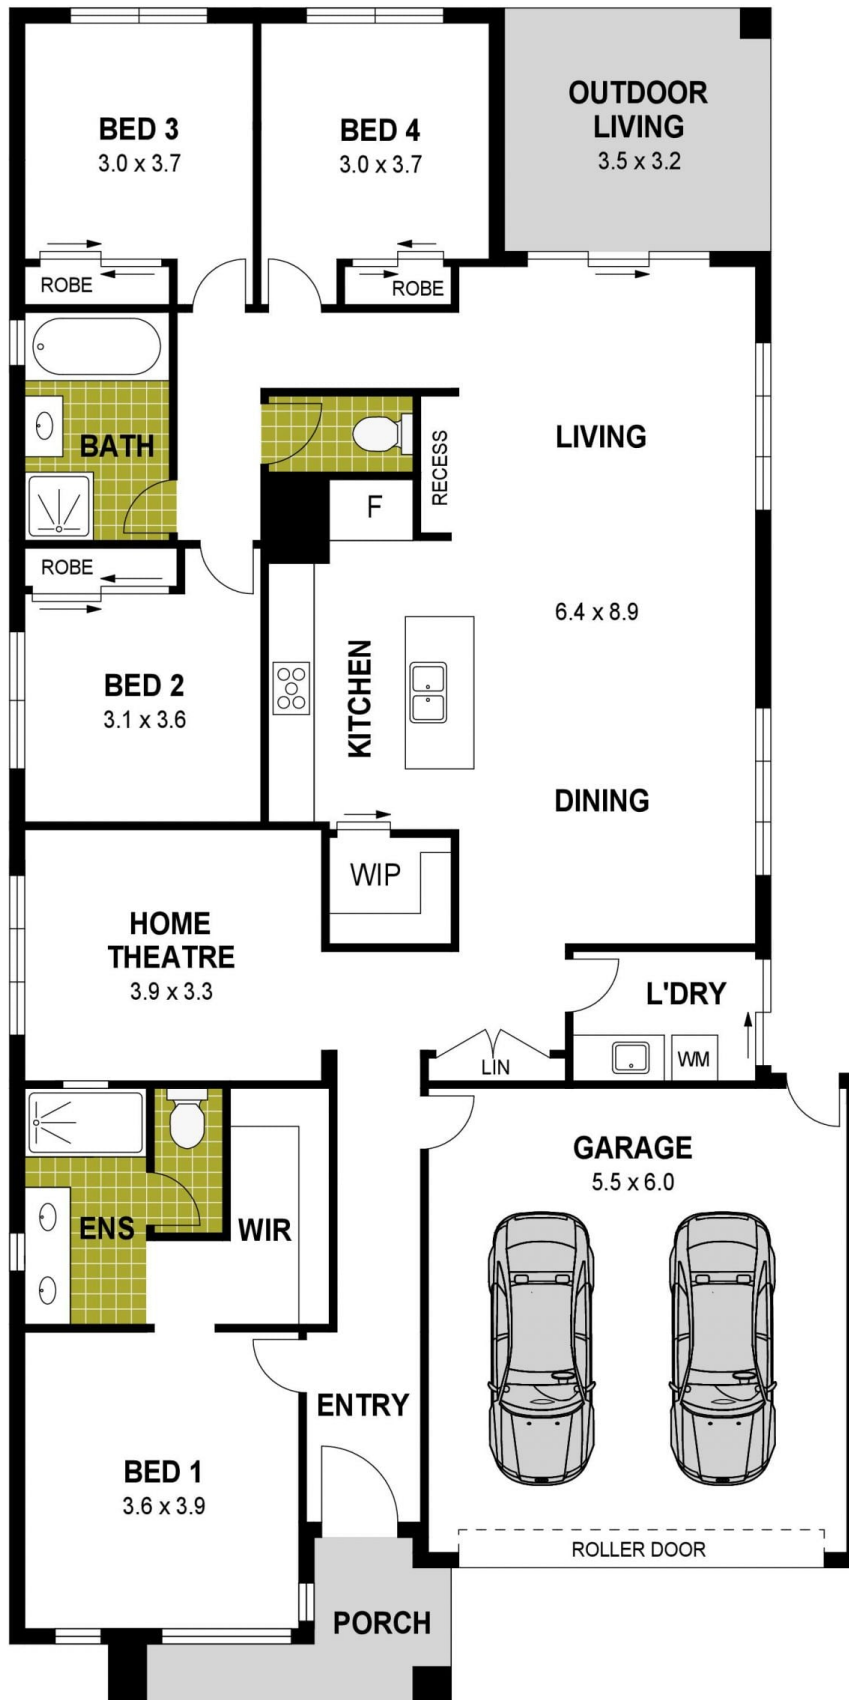 BED 3
3.0 x 3.7
BED 4
3.0 x 3.7
OUTDOOR
LIVING
3.5 x 3.2
ROBE
ROBE
BATH
RECESS
LIVING
F
ROBE
6.4 x 8.9
BED 2
3.1 x 3.6
KITCHEN
DINING
WIP
HOME
THEATRE
3.9 x 3.3
L'DRY
LIN
WM
GARAGE
5.5 x 6.0
ENS
WIR
ENTRY
BED 1
3.6 x 3.9
ROLLER DOOR
PORCH